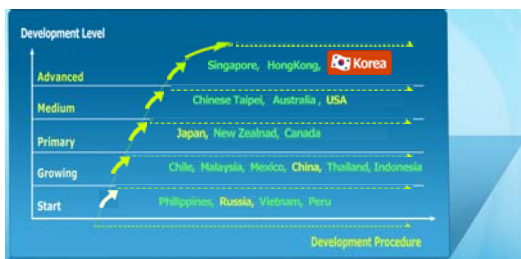 Development Level
Advanced
Singapore, HongKong, Korea
Medium
Chinese Taipei, Australia , USA
Primary
Japan, New Zealnad, Canada
Growing
Chile, Malaysia, Mexico, China, Thailand, Indonesia
Start
Philippines, Russia, Vietnam, Peru
Development Procedure